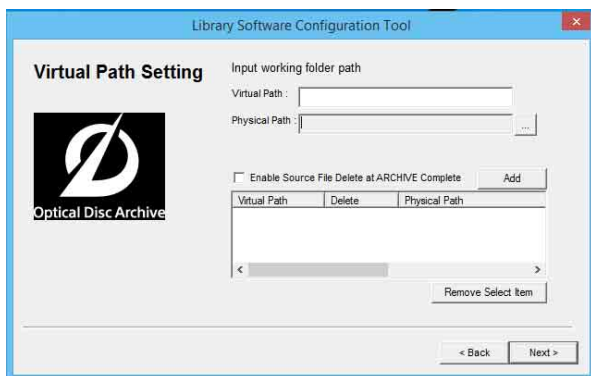 Library Software Configuration Tool
Virtual Path Setting
Input working folder path
Virtual Path :
Physical Path :
...
Enable Source File Delete at ARCHIVE Complete
Add
Virtual Path Delete Physical Path
Optical Disc Archive
Remove Select Item
< Back Next >